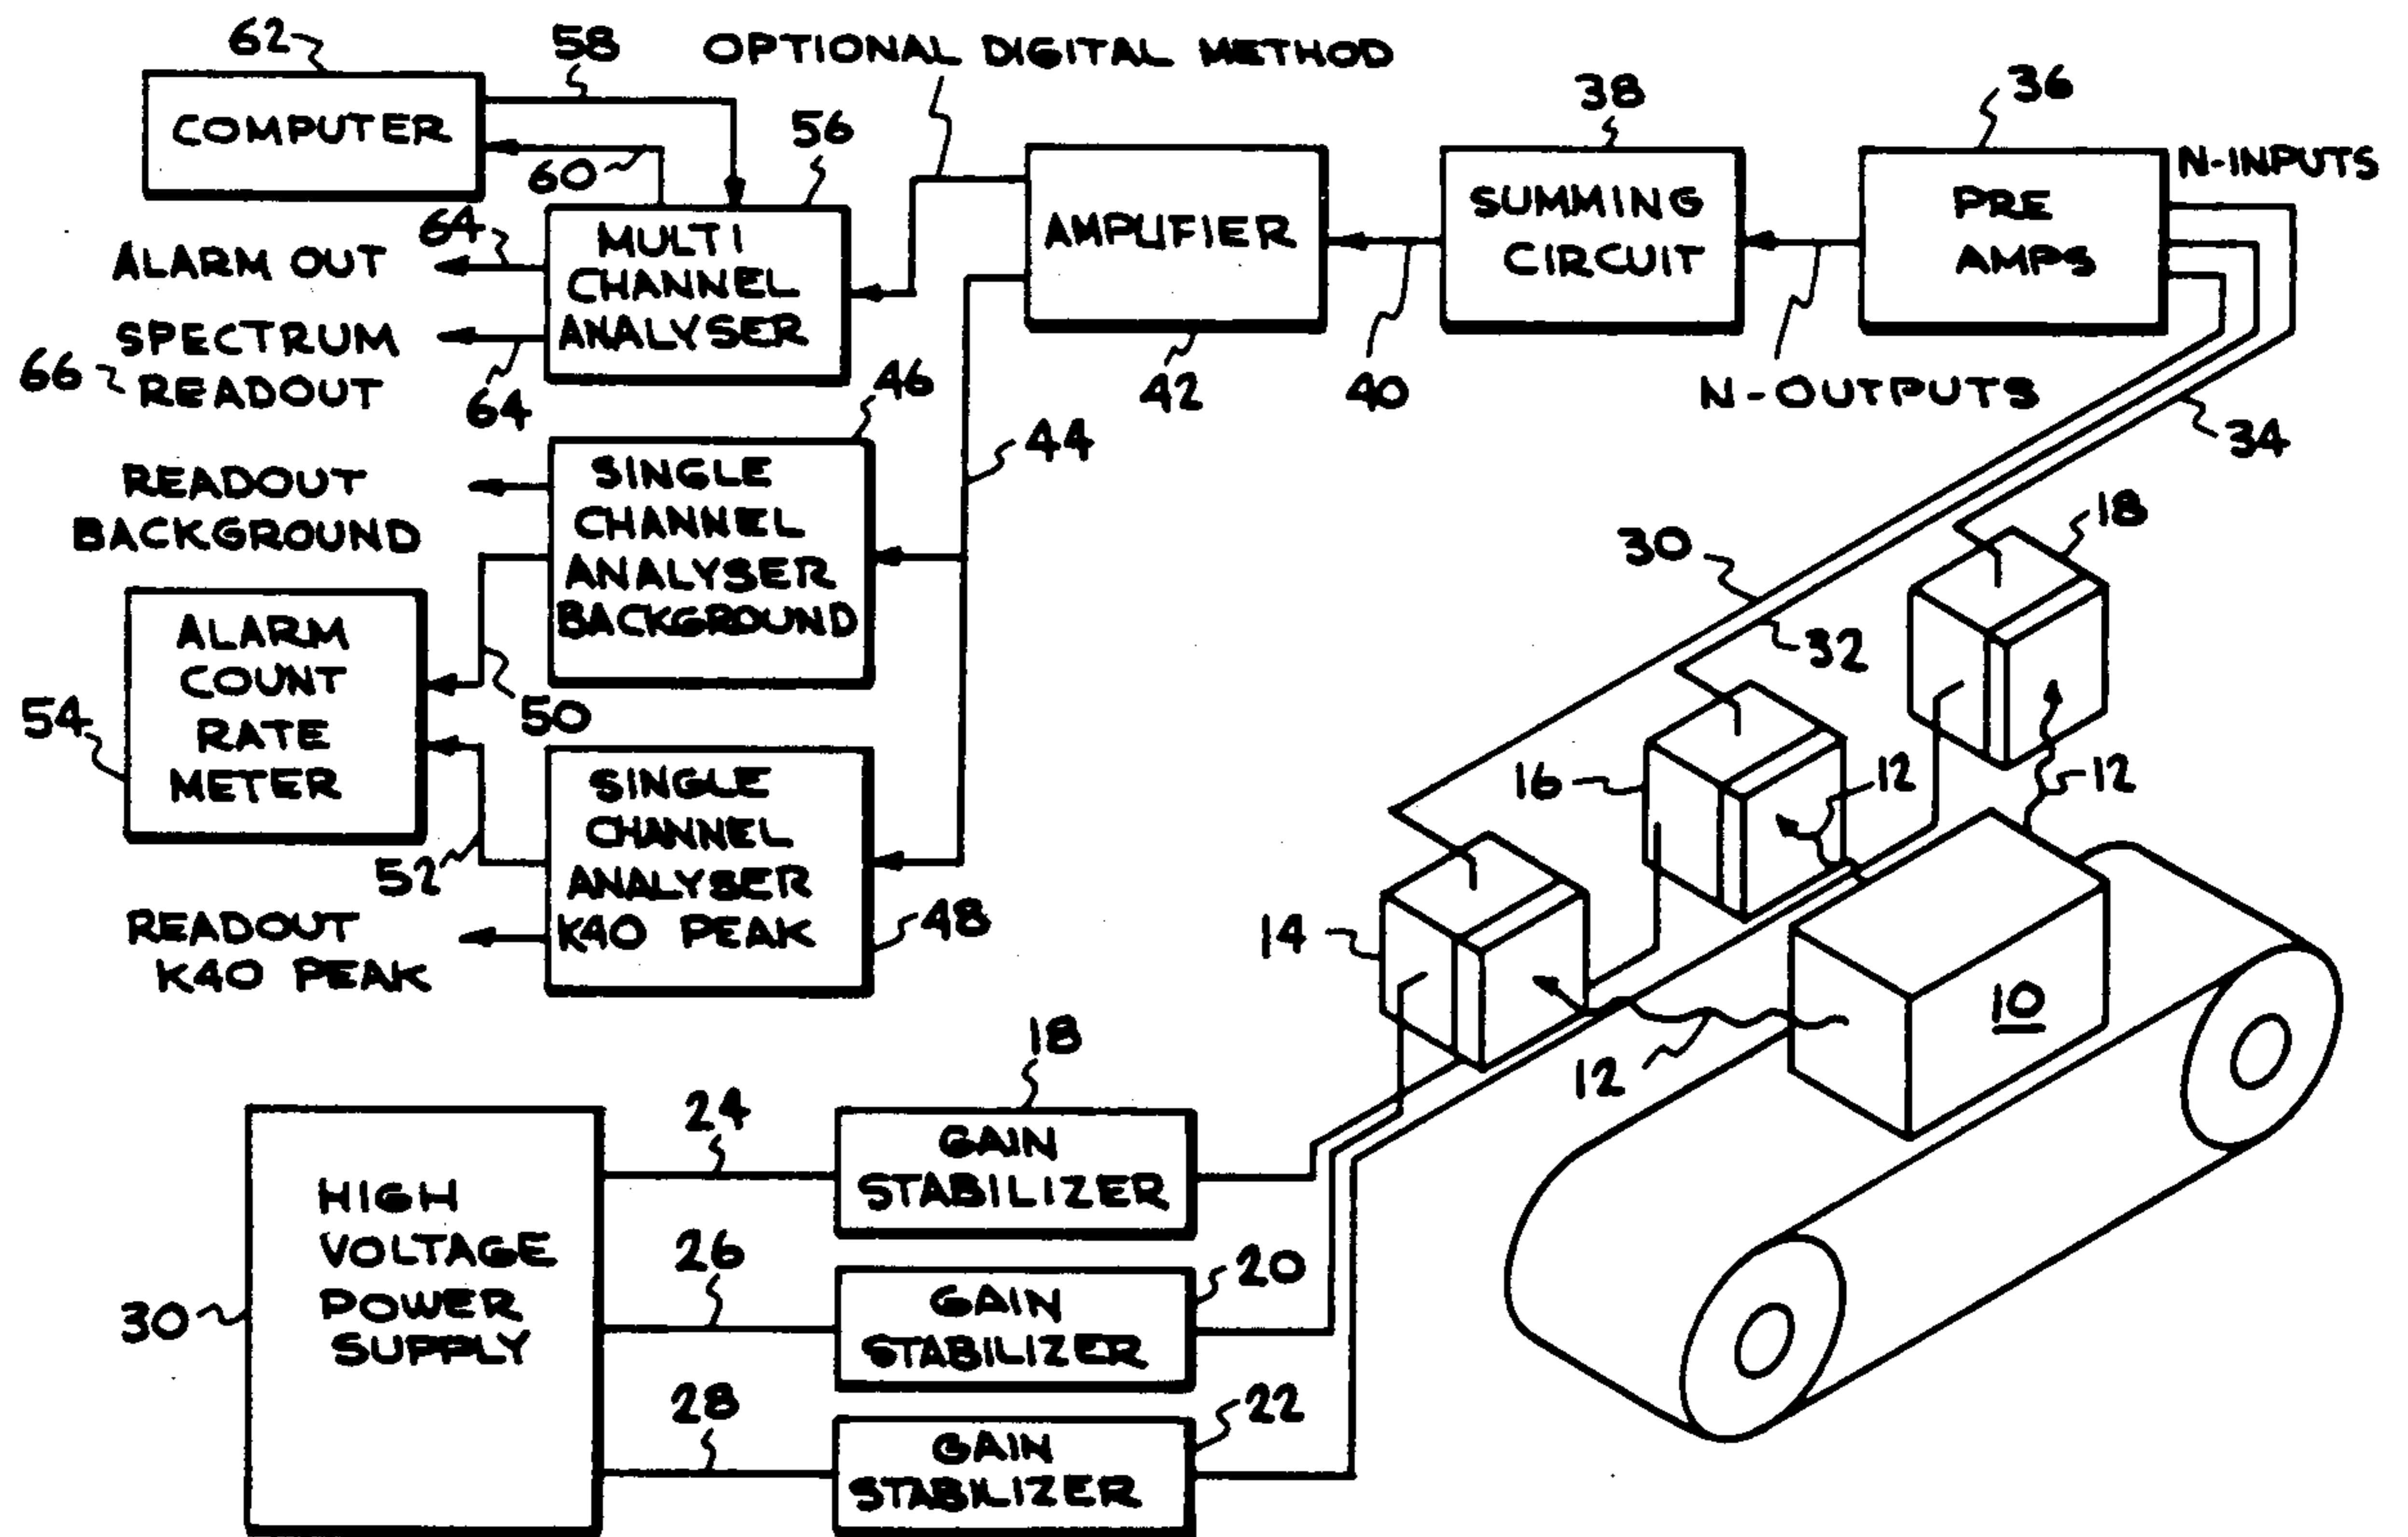 62
58
OPTIONAL DIGITAL METHOD
COMPUTER
56
60
38
36
N-INPUTS
MULTI
CHANNEL
ANALYSER
AMPLIFIER
SUMMING
CIRCUIT
PRE
AMPS
64
ALARM OUT
SPECTRUM
66 READOUT
64
46
42
40
N-OUTPUTS
34
44
READOUT
BACKGROUND
SINGLE
CHANNEL
ANALYSER
BACKGROUND
30
32
18
ALARM
COUNT
RATE
METER
54
50
52
SINGLE
CHANNEL
ANALYSER
K40 PEAK
48
READOUT
K40 PEAK
16
12
12
14
10
12
18
24
GAIN
STABILIZER
HIGH
VOLTAGE
POWER
SUPPLY
30
26
20
GAIN
STABILIZER
28
22
GAIN
STABILIZER